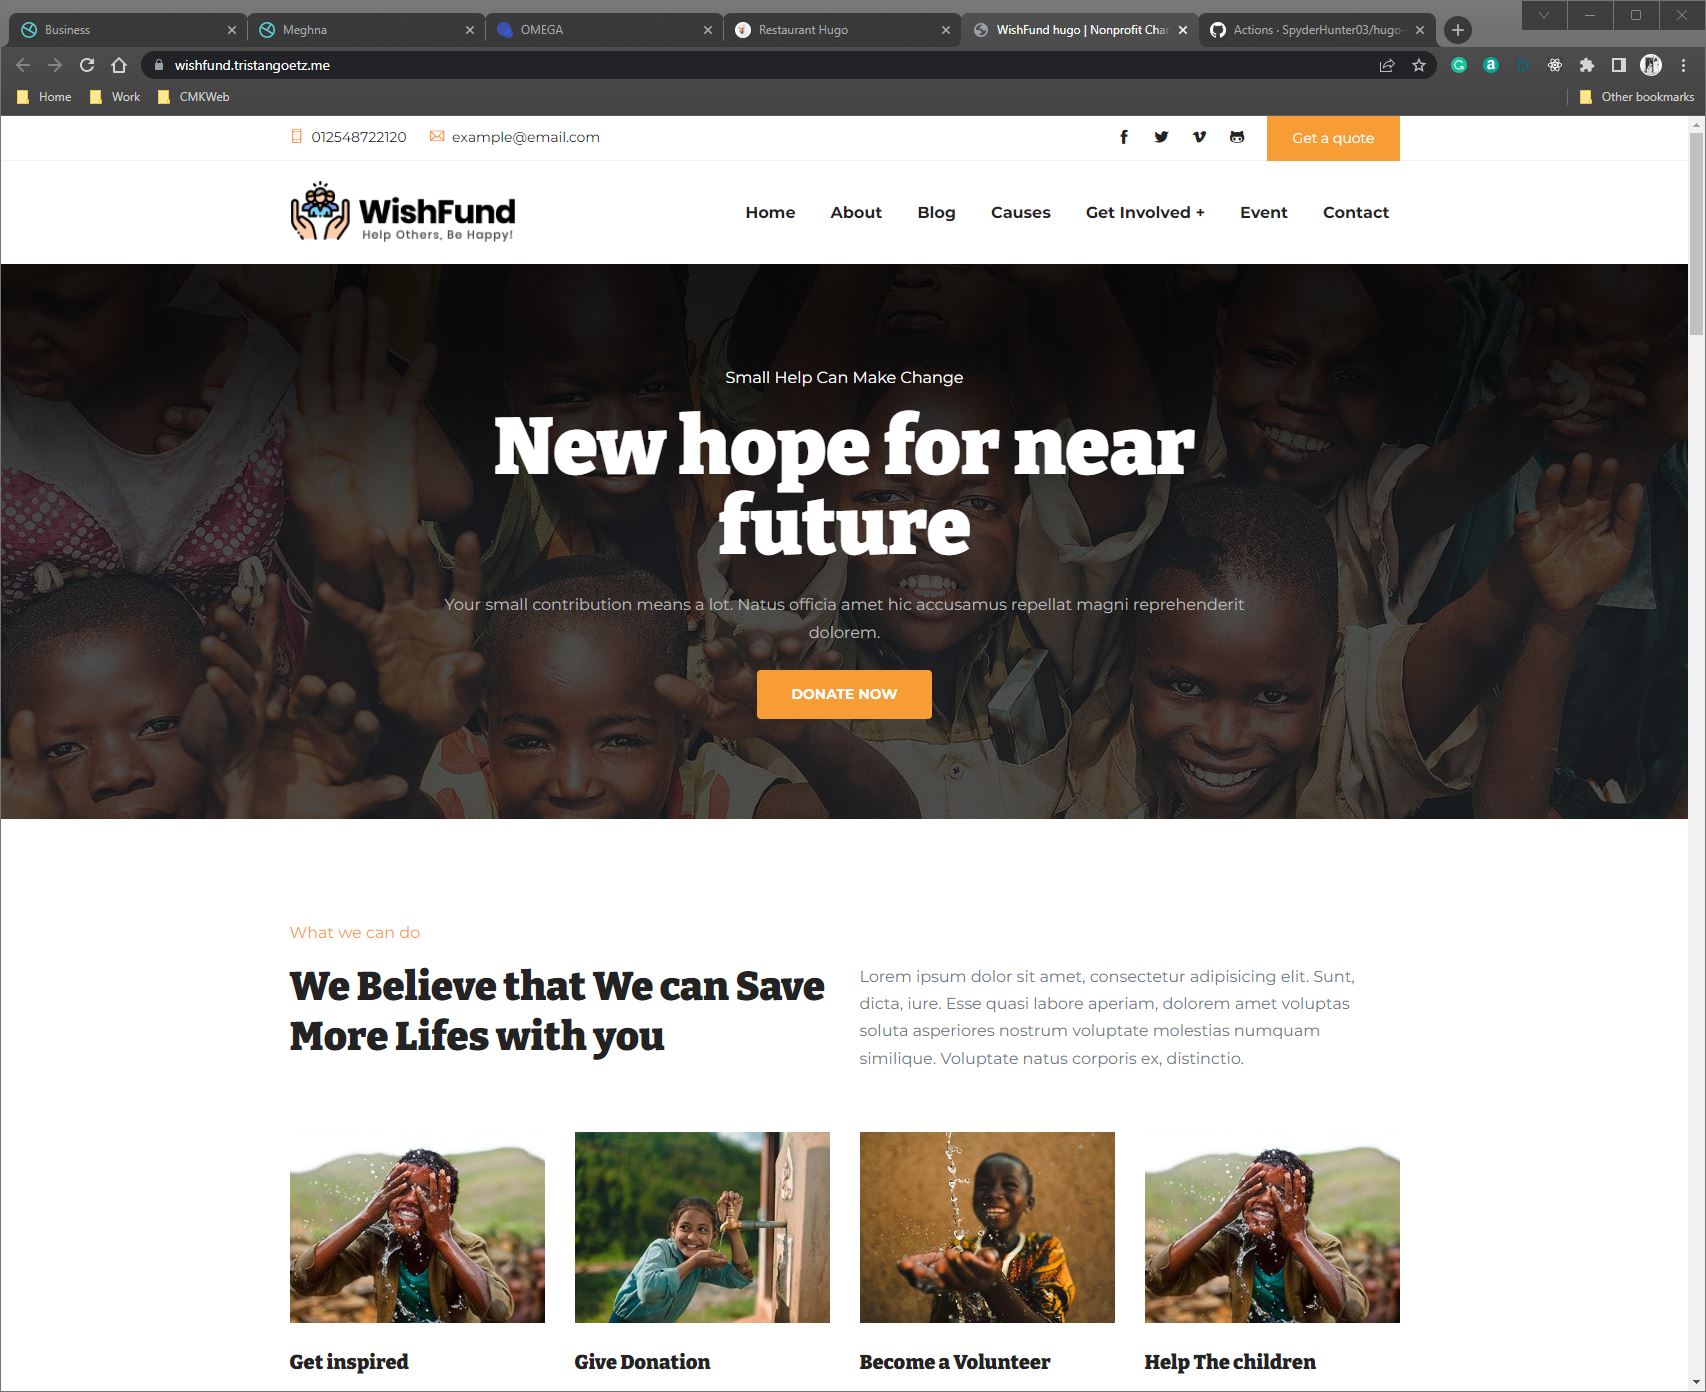 Business
Meghna
OMEGA
Restaurant Hugo
WishFund hugo | Nonprofit Char
Actions · SpyderHunter03/hugo-
wishfund.tristangoetz.me
Home
Work
CMKWeb
Other bookmarks
012548722120
example@email.com
Get a quote
WishFund
Help Others, Be Happy!
Home
About
Blog
Causes
Get Involved +
Event
Contact
Small Help Can Make Change
New hope for near
future
Your small contribution means a lot. Natus officia amet hic accusamus repellat magni reprehenderit
dolorem.
DONATE NOW
What we can do
We Believe that We can Save
More Lifes with you
Lorem ipsum dolor sit amet, consectetur adipisicing elit. Sunt,
dicta, iure. Esse quasi labore aperiam, dolorem amet voluptas
soluta asperiores nostrum voluptate molestias numquam
similique. Voluptate natus corporis ex, distinctio.
Get inspired
Give Donation
Become a Volunteer
Help The children